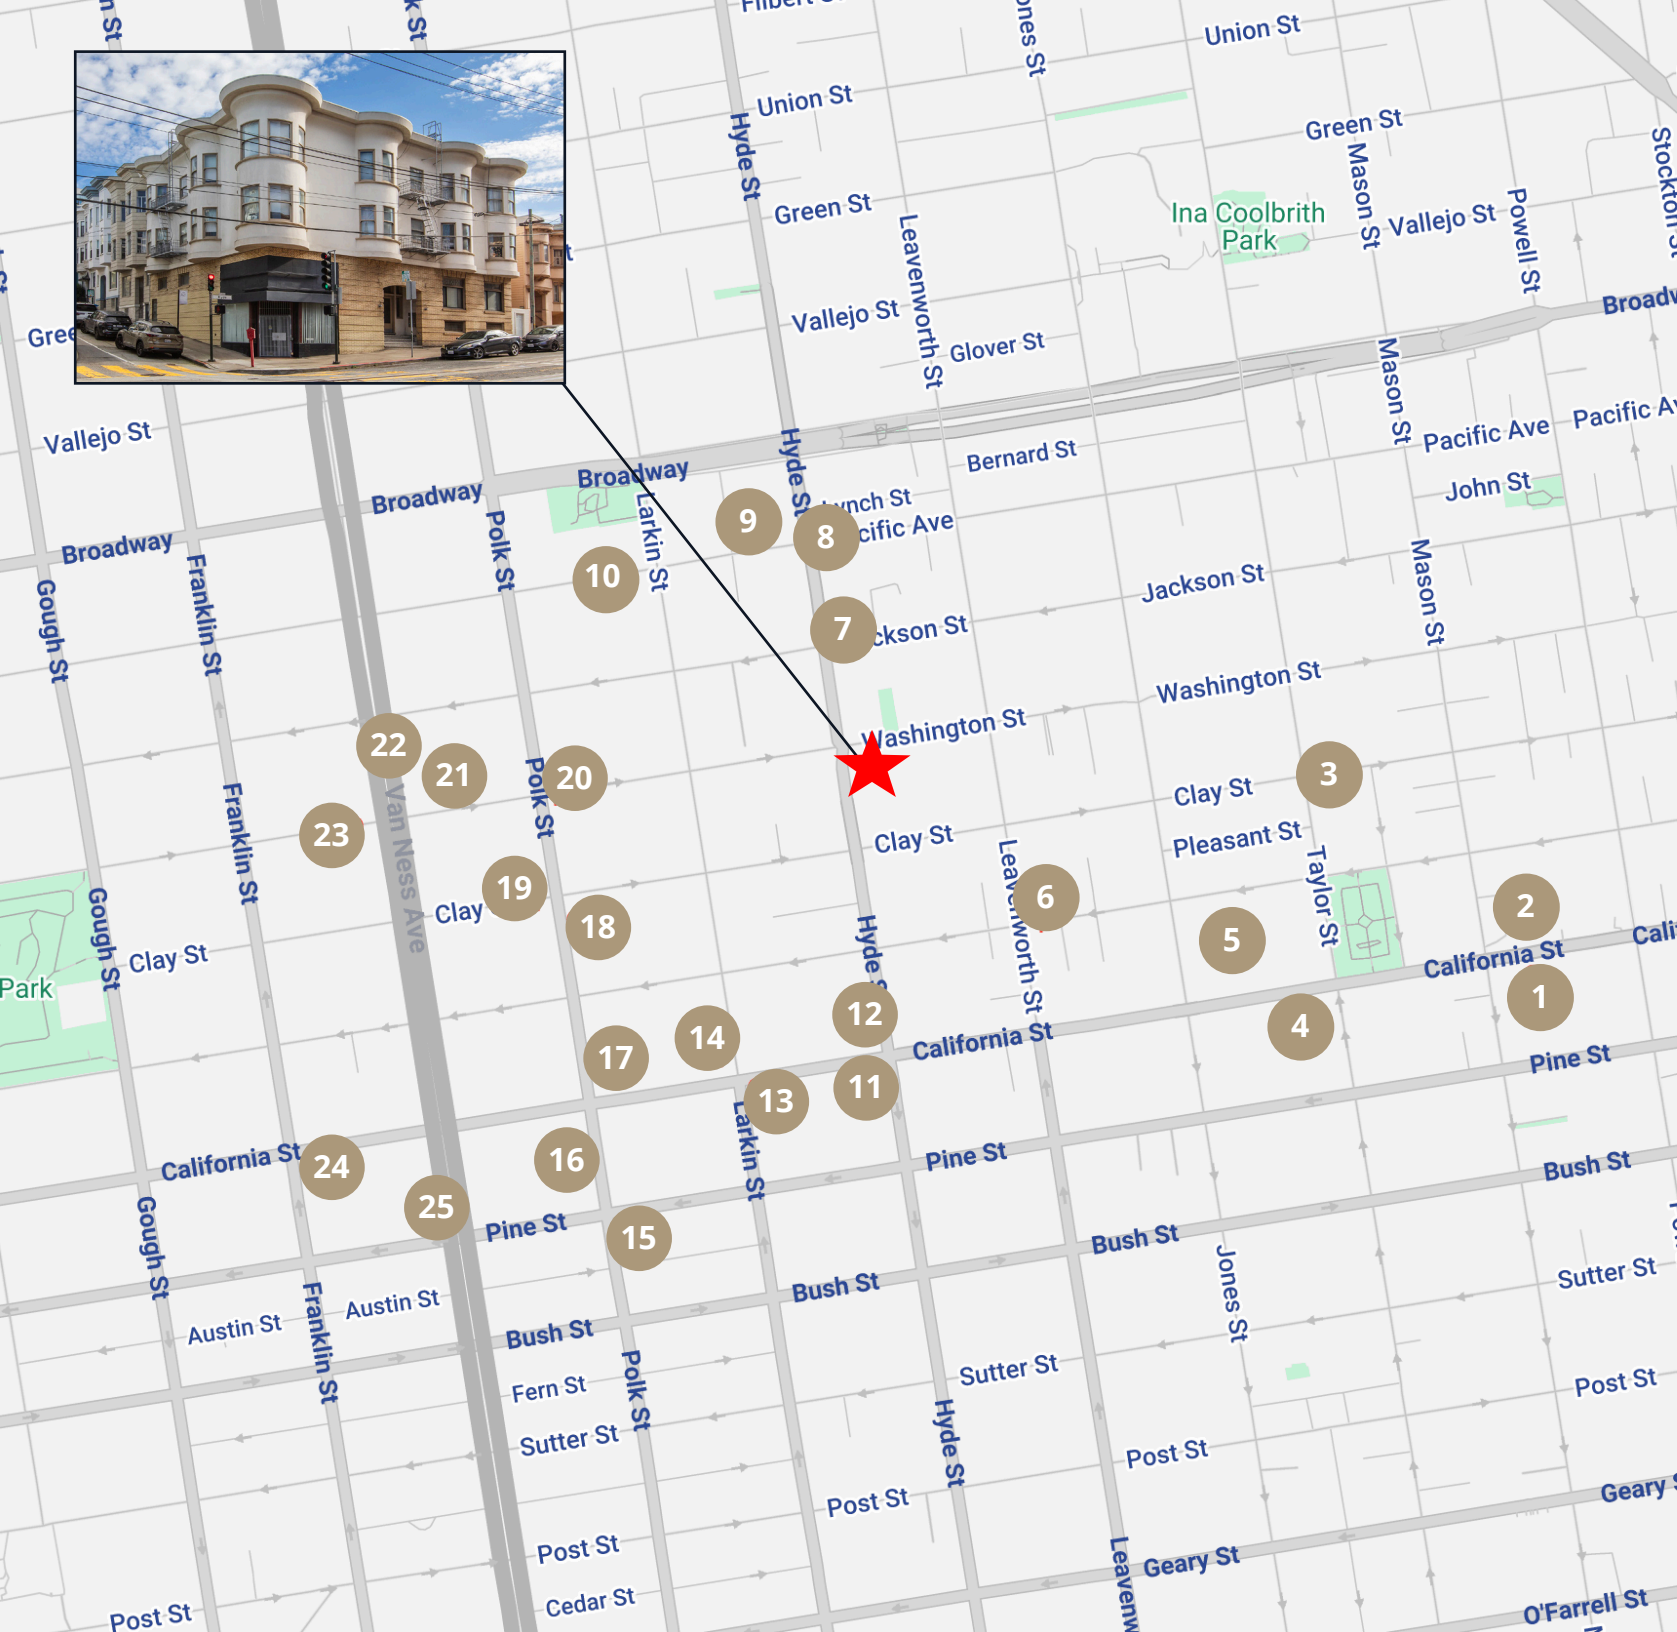 Union St
Union St
Green St
Hyde St
Green St
Mason St
Ina Coolbrith
Park
Vallejo St
Powell St
Leavenworth St
Vallejo St
Glover St
Vallejo St
Mason St
Pacific Ave
Broadway
Broadway
Broadway
Hyde St
Bernard St
John St
Polk St
Larkin St
9
8
10
Jackson St
Mason St
Gough St
Franklin St
7
Washington St
Washington St
22
21
20
3
Clay St
Polk St
Franklin St
23
Van Ness Ave
Clay St
Pleasant St
Taylor St
Leavenworth St
6
19
18
Clay
Gough St
Clay St
Park
5
2
California St
1
Hyde
12
4
14
17
California St
Pine St
11
13
Larkin St
California St
24
16
25
Pine St
Pine St
15
Bush St
Gough St
Bush St
Bush St
Jones St
Sutter St
Austin St
Austin St
Franklin St
Bush St
Fern St
Polk St
Sutter St
Post St
Sutter St
Hyde St
Post St
Post St
Post St
Geary St
Cedar St
Post St
O'Farrell St